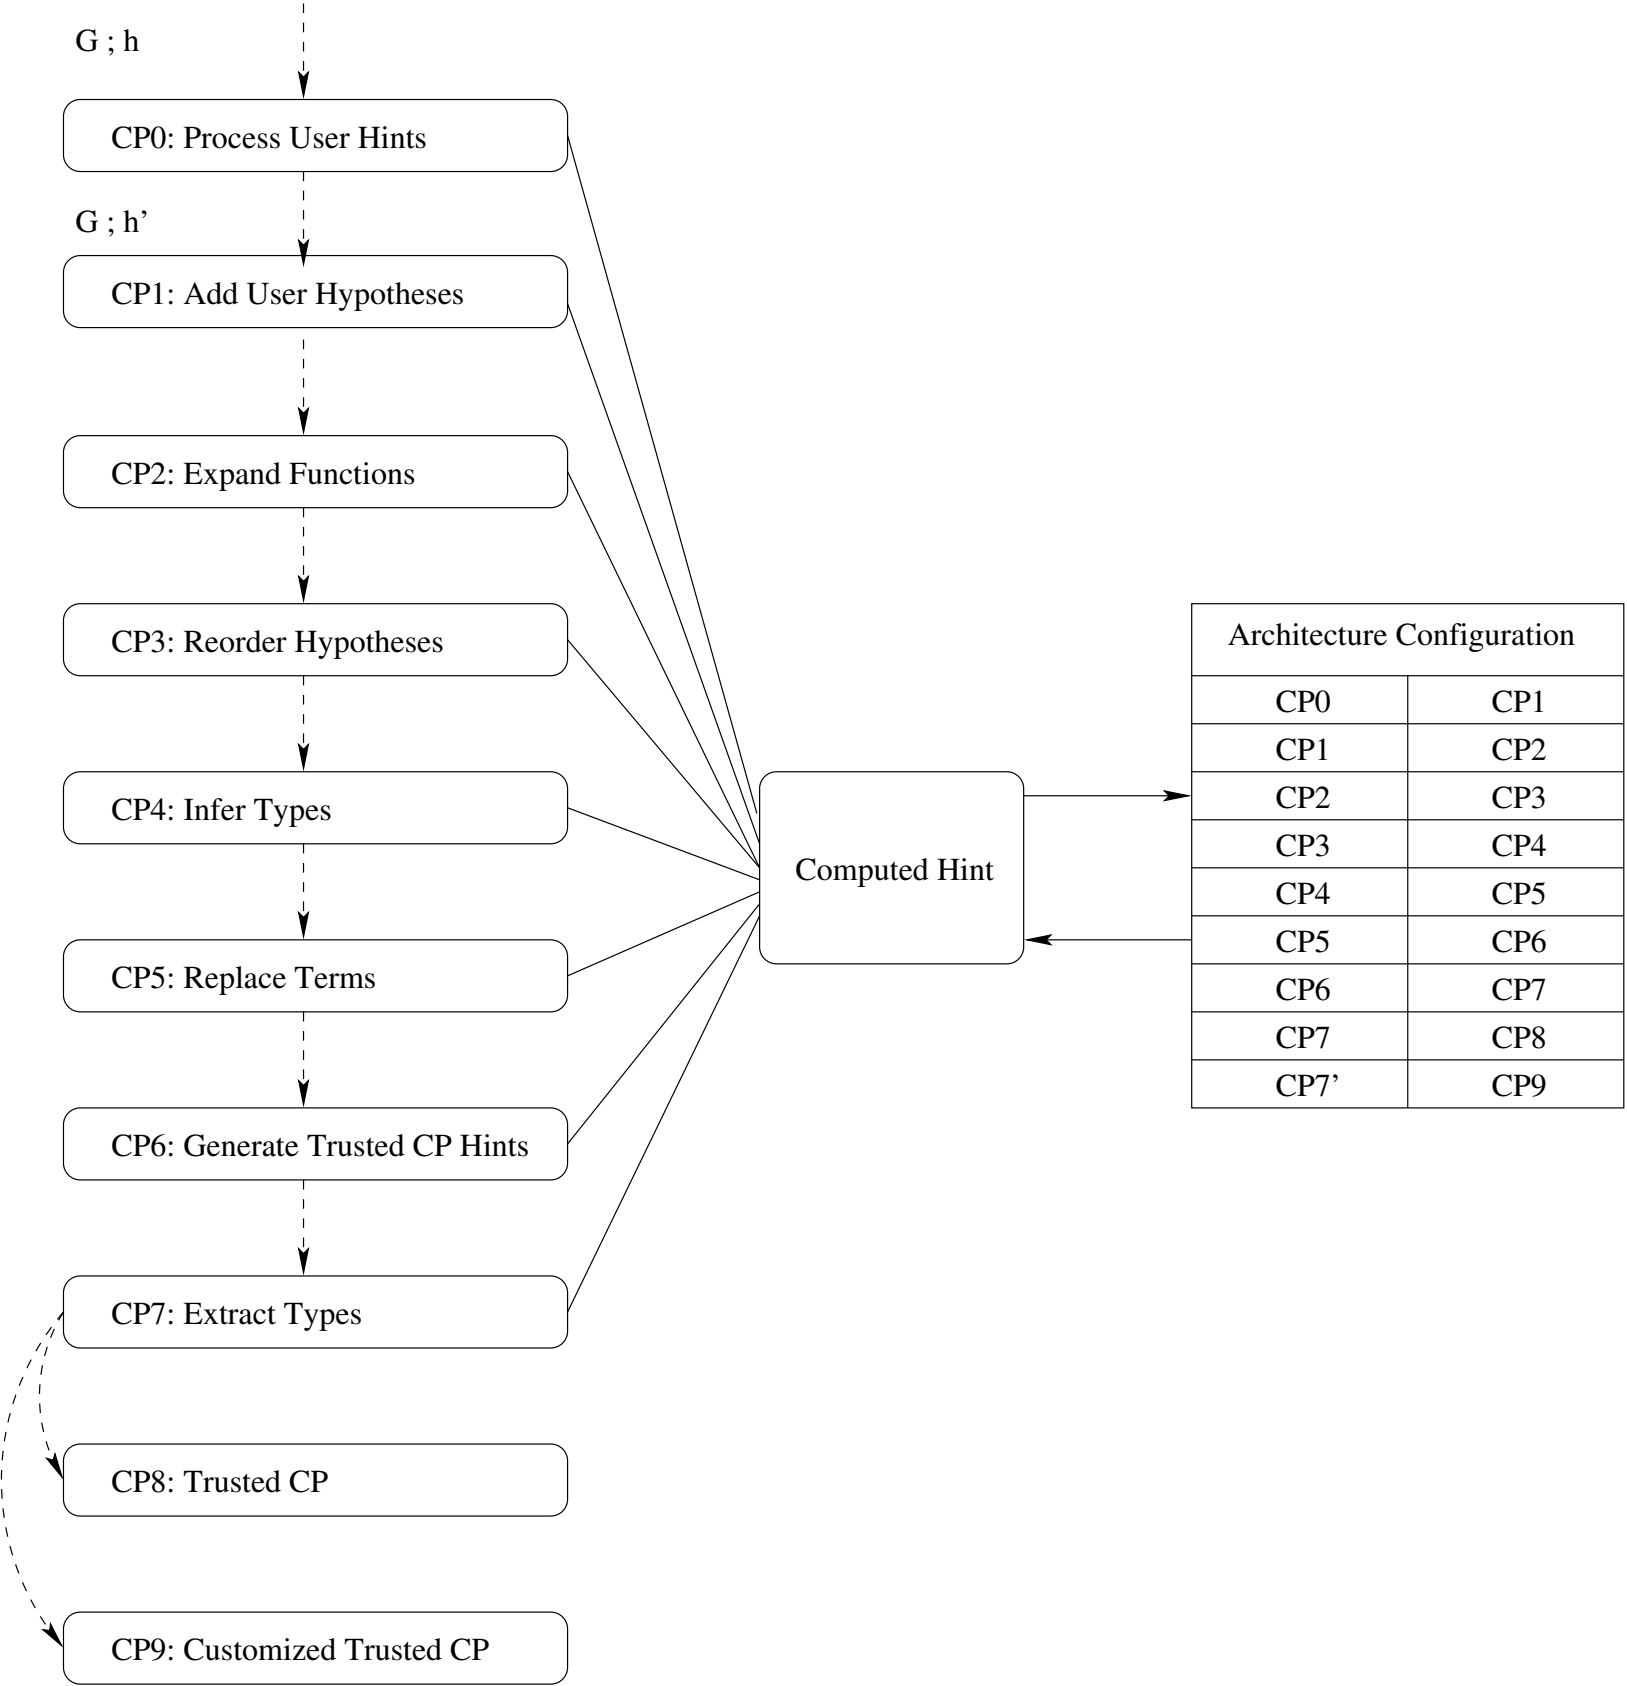 G ; h
CP0: Process User Hints
G ; h’
CP1: Add User Hypotheses
CP2: Expand Functions
CP3: Reorder Hypotheses
CP4: Infer Types
CP5: Replace Terms
CP6: Generate Trusted CP Hints
CP7: Extract Types
CP8: Trusted CP
CP9: Customized Trusted CP
Computed Hint
Architecture Configuration
CP0 CP1
CP1 CP2
CP2 CP3
CP3 CP4
CP4 CP5
CP5 CP6
CP6 CP7
CP7 CP8
CP7’ CP9